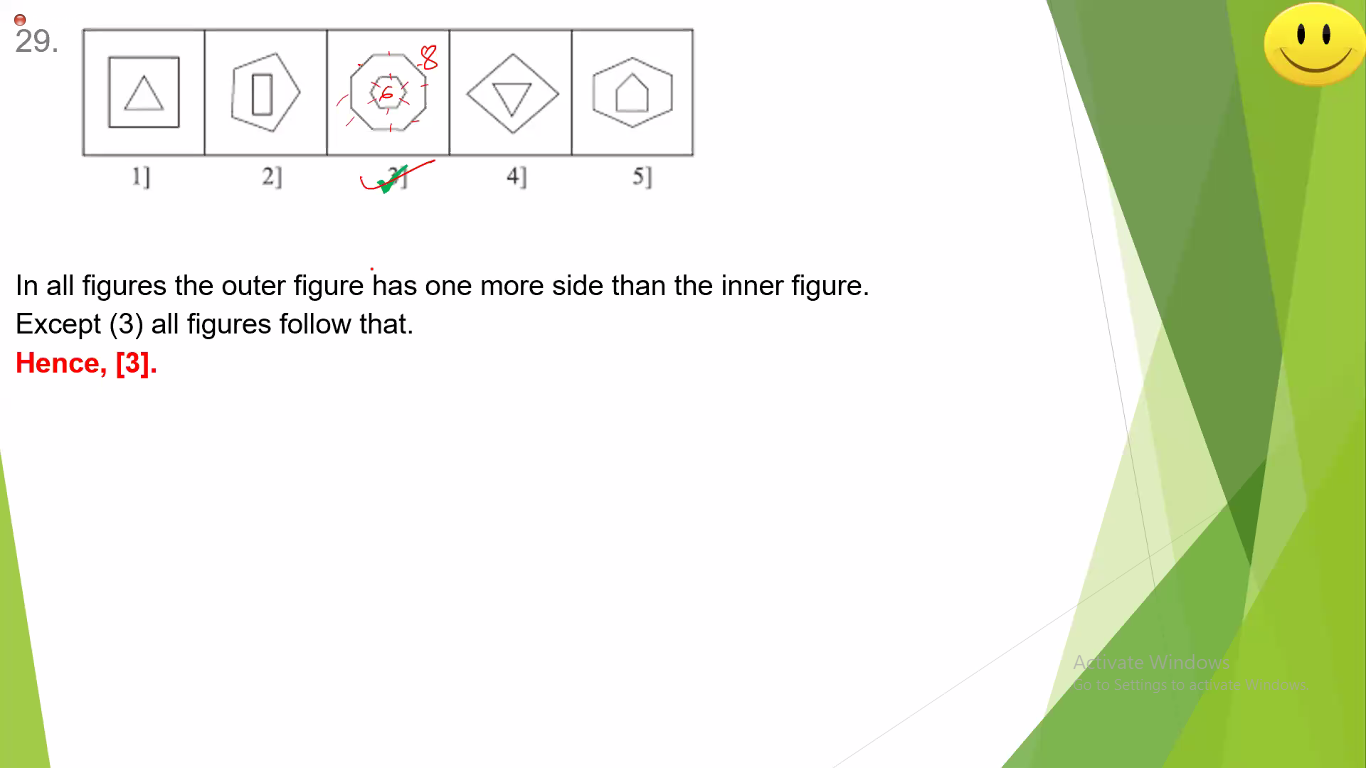 29.
8
6
1] 2] 3] 4] 5]
In all figures the outer figure has one more side than the inner figure.
Except (3) all figures follow that.
Hence, [3].
Activate Windows
Go to Settings to activate Windows.